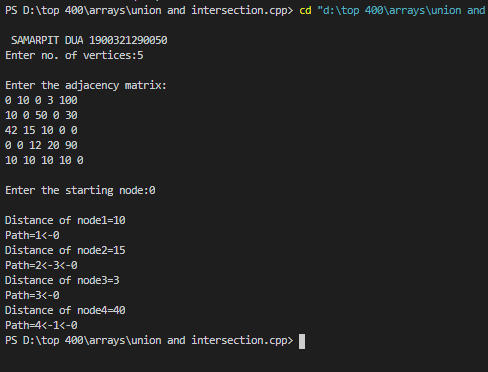 PS D:\top 400\arrays\union and intersection.cpp> cd "d:\top 400\arrays\union and
SAMARPIT DUA 1900321290050
Enter no. of vertices:5
Enter the adjacency matrix:
0 10 0 3 100
10 0 50 0 30
42 15 10 0 0
0 0 12 20 90
10 10 10 10 0
Enter the starting node:0
Distance of node1=10
Path=1<-0
Distance of node2=15
Path=2<-3<-0
Distance of node3=3
Path=3<-0
Distance of node4=40
Path=4<-1<-0
PS D:\top 400\arrays\union and intersection.cpp>